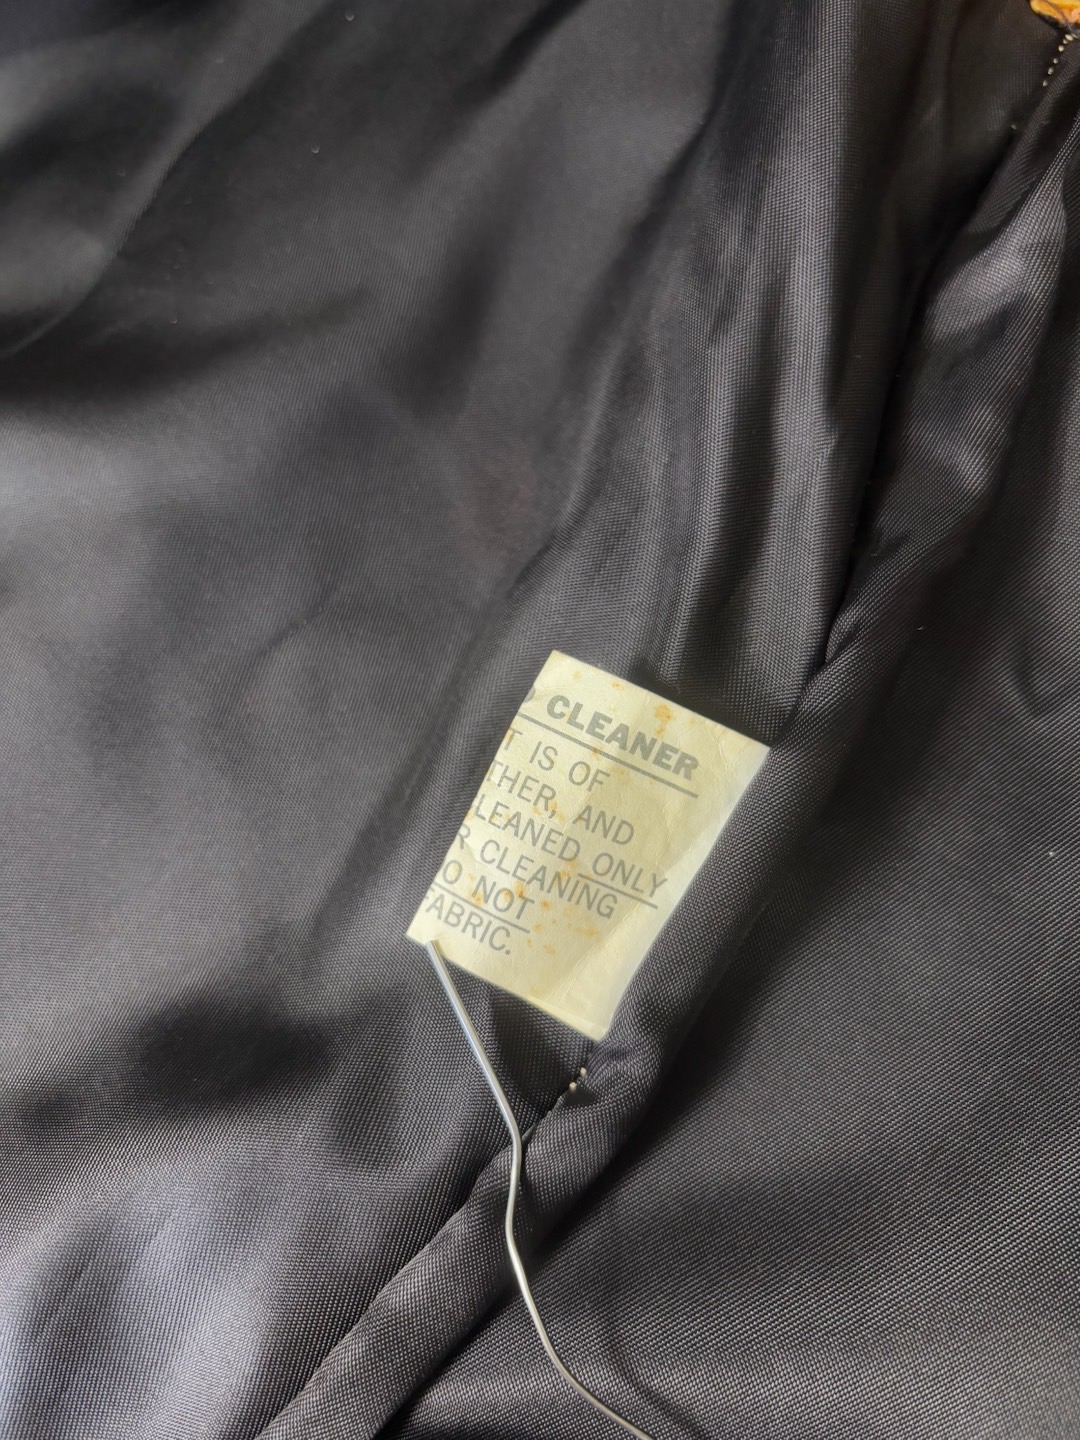 CLEANER
T IS OF
THER, AND
LEANED ONLY
R CLEANING
O NOT
FABRIC.